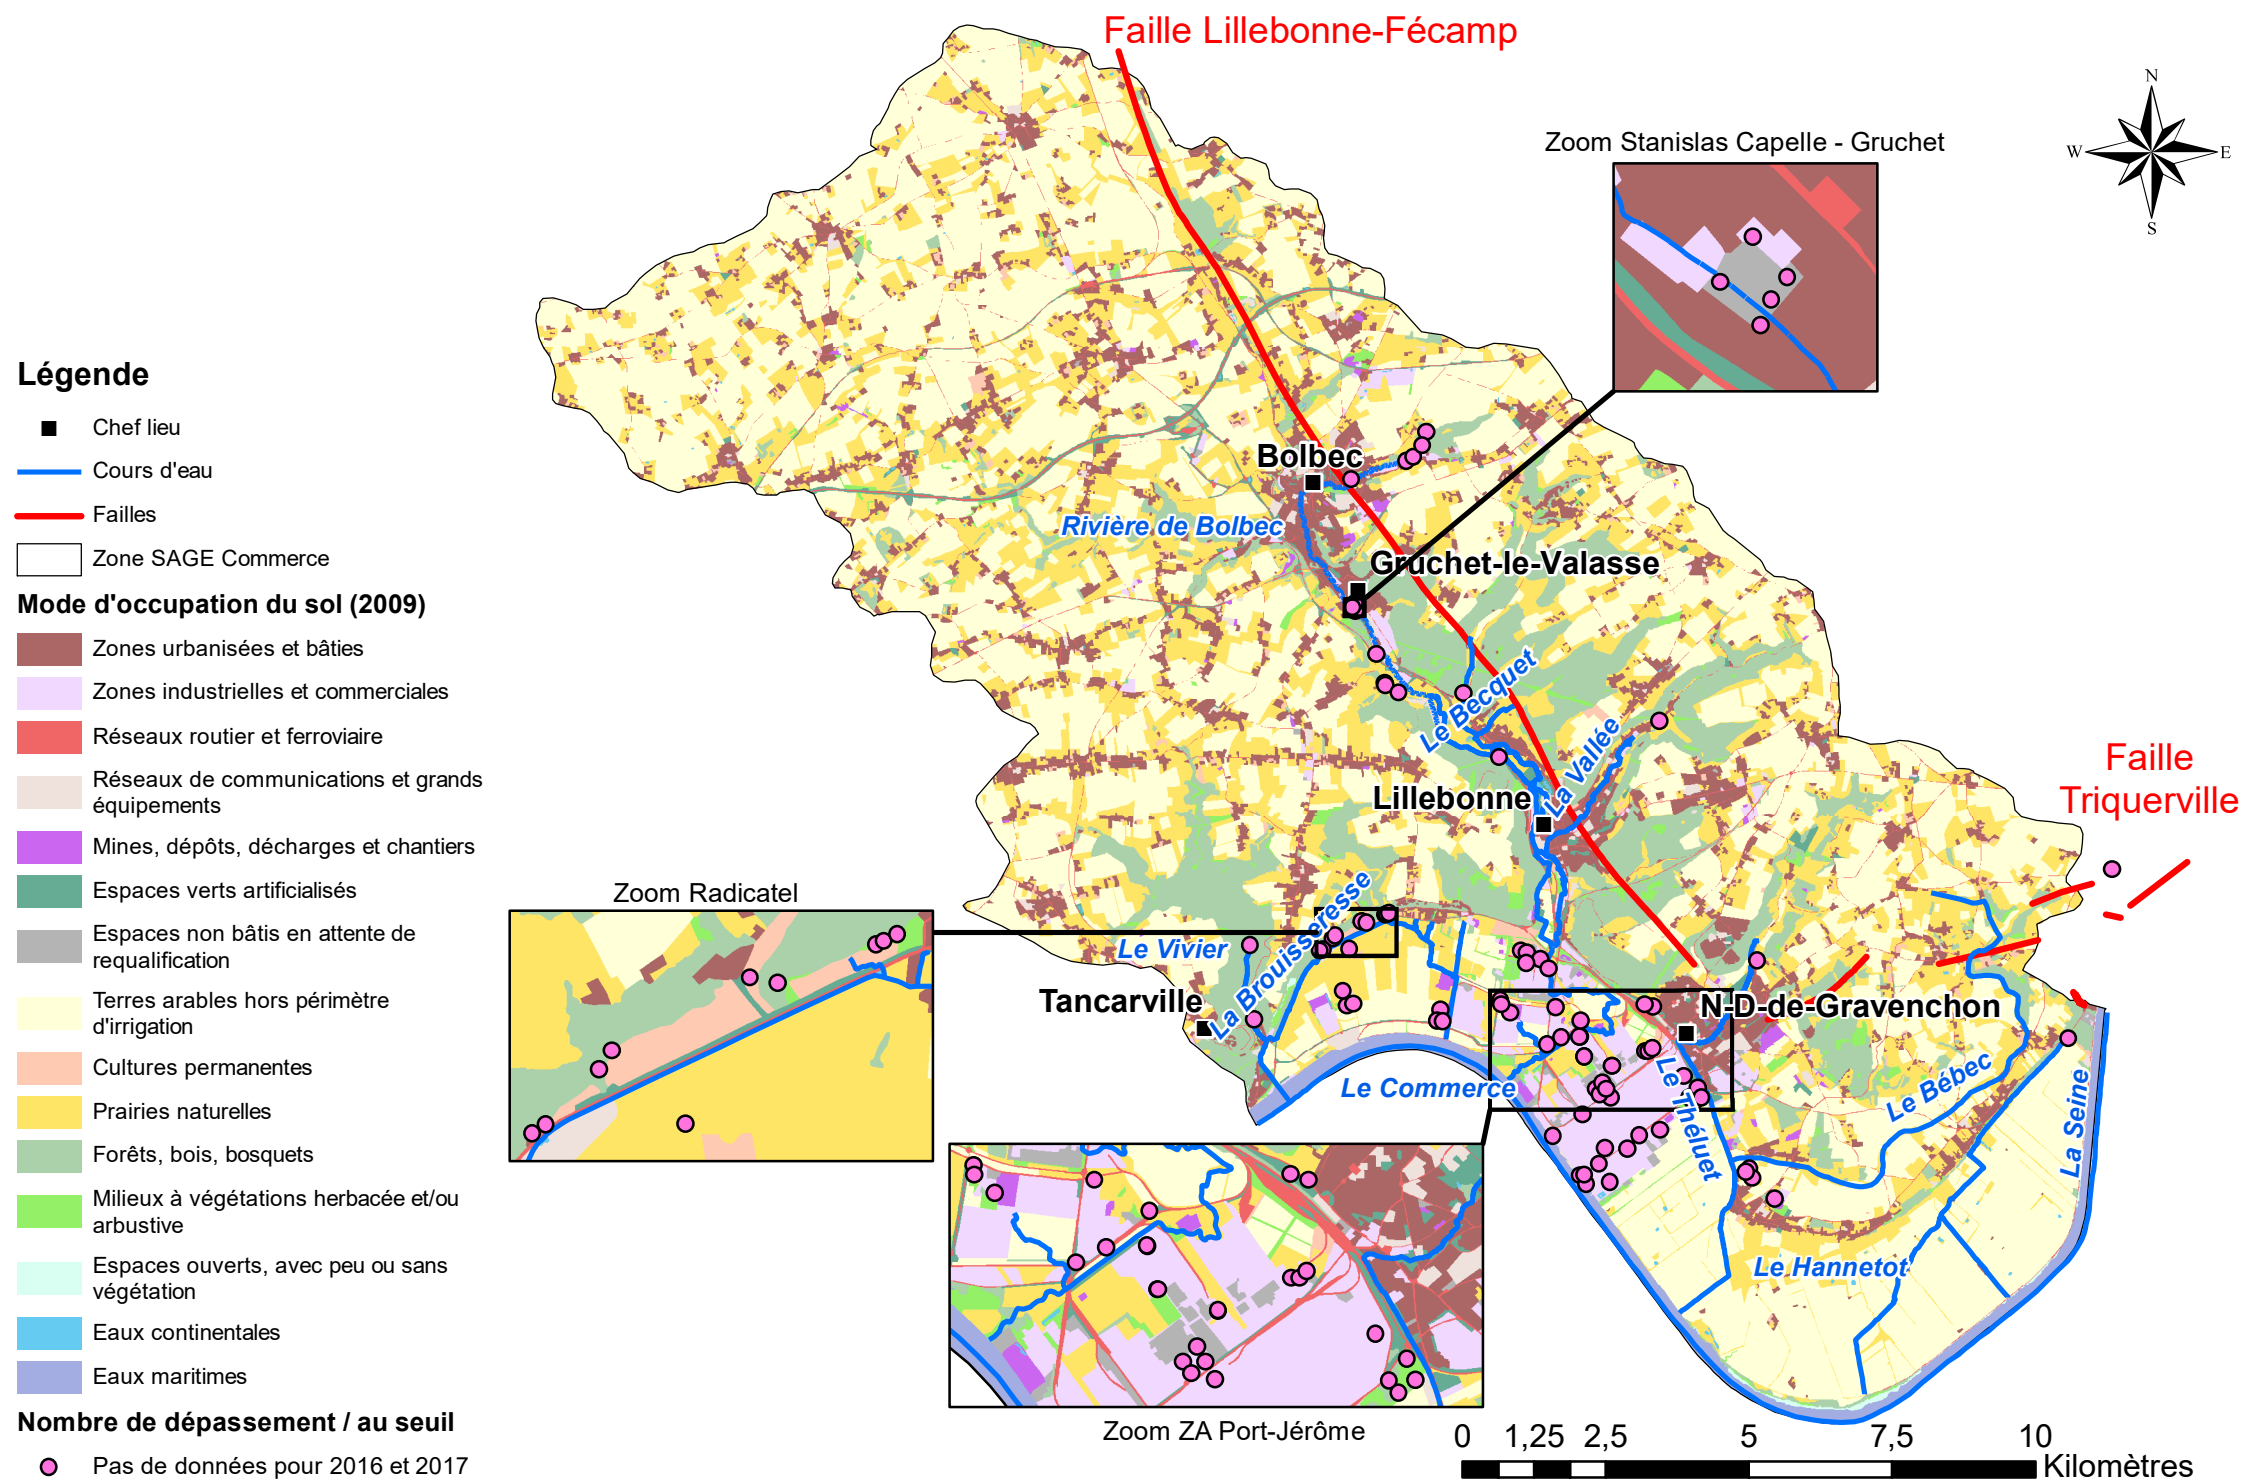 Faille Lillebonne-Fécamp
N
W
E
S
Zoom Stanislas Capelle - Gruchet
Légende
Chef lieu
Cours d'eau
Failles
Zone SAGE Commerce
Mode d'occupation du sol (2009)
Zones urbanisées et bâties
Zones industrielles et commerciales
Réseaux routier et ferroviaire
Réseaux de communications et grands
équipements
Mines, dépôts, décharges et chantiers
Espaces verts artificialisés
Espaces non bâtis en attente de
requalification
Terres arables hors périmètre
d'irrigation
Cultures permanentes
Prairies naturelles
Forêts, bois, bosquets
Milieux à végétations herbacée et/ou
arbustive
Espaces ouverts, avec peu ou sans
végétation
Eaux continentales
Eaux maritimes
Nombre de dépassement / au seuil
Pas de données pour 2016 et 2017
Bolbec
Rivière de Bolbec
Gruchet-le-Valasse
Le Becquet
La Vallée
Lillebonne
Faille
Triquerville
Zoom Radicatel
Le Vivier
La Brouisseresse
Tancarville
N-D-de-Gravenchon
Le Commerce
Le Théluet
Le Bébec
La Seine
Le Hannetot
Zoom ZA Port-Jérôme
0 1,25 2,5 5 7,5 10
Kilomètres